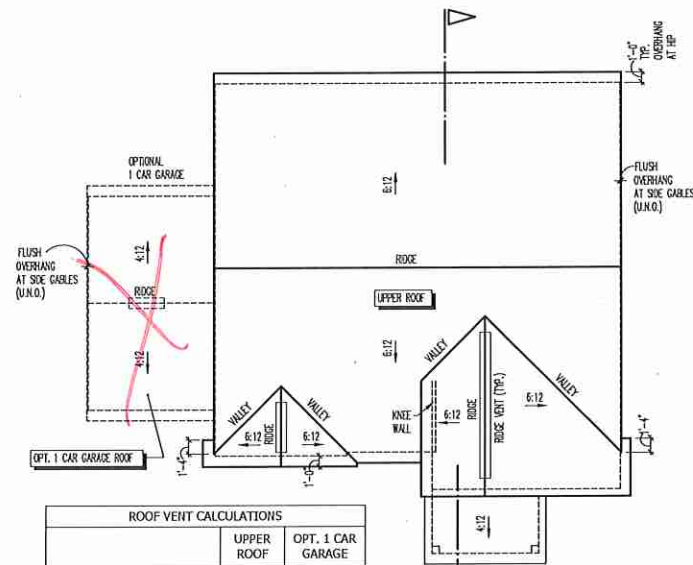 1'-0"
TYP.
OVERHANG
AT HIP
OPTIONAL
1 CAR GARAGE
6:12
FLUSH
OVERHANG
AT SIDE GABLES
(U.N.O.)
FLUSH
OVERHANG
AT SIDE GABLES
(U.N.O.)
4:12
RIDGE
4:12
RIDGE
UPPER ROOF
6:12
VALLEY
VALLEY
RIDGE
RIDGE VENT (TYP.)
6:12
6:12
KNEE
WALL
VALLEY
VALLEY
6:12
RIDGE
6:12
OPT. 1 CAR GARAGE ROOF
1'-4"
1'-0"
1'-4"
4:12
ROOF VENT CALCULATIONS
UPPER
ROOF
OPT. 1 CAR
GARAGE